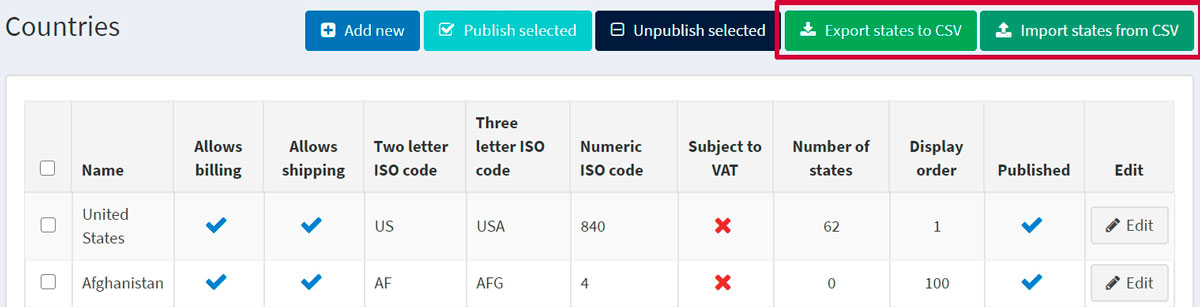 Countries
Add new
Publish selected
Unpublish selected
Export states to CSV
Import states from CSV
Name
Allows
billing
Allows
shipping
Two letter
ISO code
Three
letter ISO
code
Numeric
ISO code
Subject to
VAT
Number of
states
Display
order
Published
Edit
United
States
US
USA
840
62
1
Edit
Afghanistan
AF
AFG
4
0
100
Edit